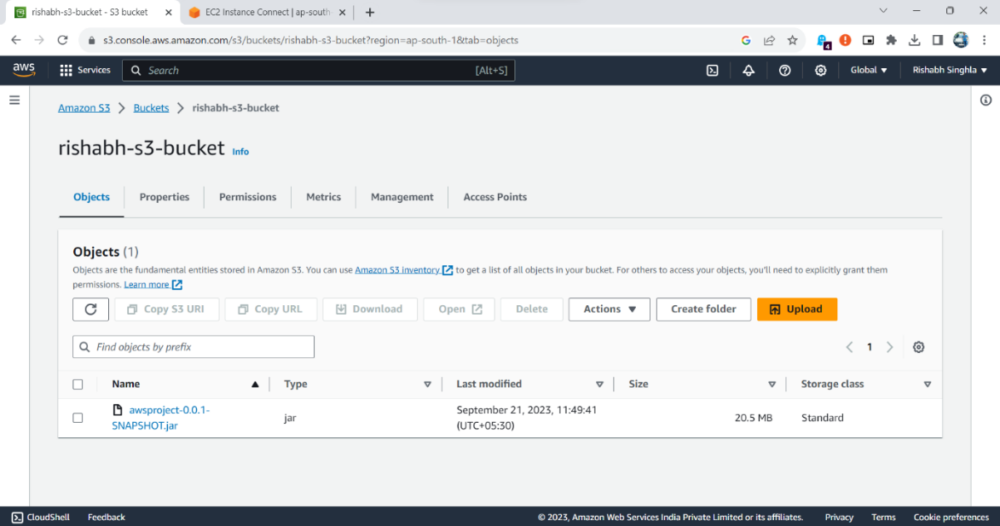 rishabh-s3-bucket - S3 bucket
EC2 Instance Connect | ap-south-
s3.console.aws.amazon.com/s3/buckets/rishabh-s3-bucket?region=ap-south-1&tab=objects
4
aws Services Search [Alt+S] Global Rishabh Singhla
Amazon S3 Buckets rishabh-s3-bucket
rishabh-s3-bucket Info
Objects Properties Permissions Metrics Management Access Points
Objects (1)
Objects are the fundamental entities stored in Amazon S3. You can use Amazon S3 inventory to get a list of all objects in your bucket. For others to access your objects, you'll need to explicitly grant them
permissions. Learn more
Copy S3 URI Copy URL Download Open Delete Actions Create folder Upload
Find objects by prefix 1
Name Type Last modified Size Storage class
awsproject-0.0.1-
SNAPSHOT.jar
jar
September 21, 2023, 11:49:41
(UTC+05:30)
20.5 MB
Standard
CloudShell Feedback © 2023, Amazon Web Services India Private Limited or its affiliates. Privacy Terms Cookie preferences